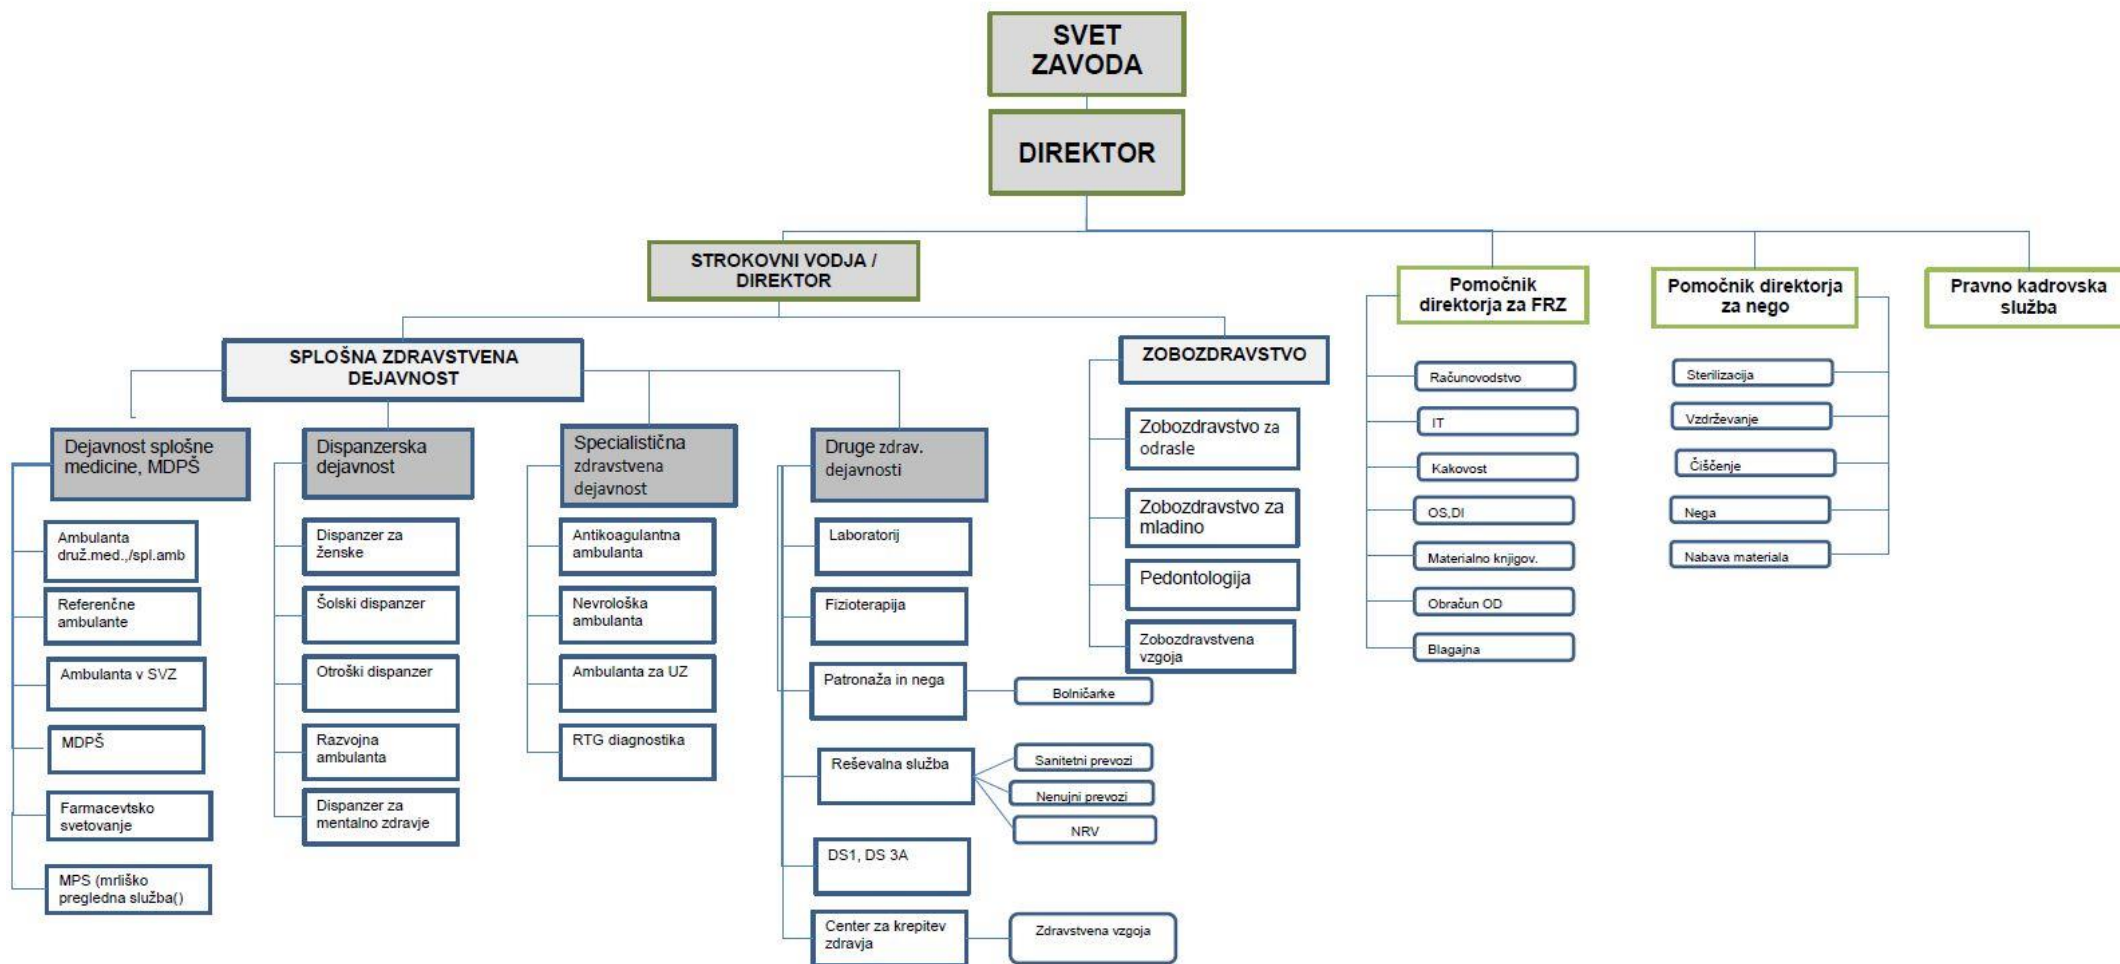 SVET
ZAVODA
DIREKTOR
STROKOVNI VODJA /
DIREKTOR
Pomočnik
direktorja za FRZ
Pomočnik direktorja
za nego
Pravno kadrovska
služba
SPLOŠNA ZDRAVSTVENA
DEJAVNOST
ZOBOZDRAVSTVO
Dejavnost splošne
medicine, MDPŠ
Ambulanta
druž.med.,/spl.amb
Referenčne
ambulante
Ambulanta v SVZ
MDPŠ
Farmacevtsko
svetovanje
MPS (mrliško
pregledna služba()
Dispanzerska
dejavnost
Dispanzer za
ženske
Šolski dispanzer
Otroški dispanzer
Razvojna
ambulanta
Dispanzer za
mentalno zdravje
Specialistična
zdravstvena
dejavnost
Antikoagulantna
ambulanta
Nevrološka
ambulanta
Ambulanta za UZ
RTG diagnostika
Druge zdrav.
dejavnosti
Laboratorij
Fizioterapija
Patronaža in nega
Bolničarke
Reševalna služba
Sanitetni prevozi
Nenujni prevozi
NRV
DS1, DS 3A
Center za krepitev
zdravja
Zdravstvena vzgoja
Zobozdravstvo za
odrasle
Zobozdravstvo za
mladino
Pedontologija
Zobozdravstvena
vzgoja
Računovodstvo
IT
Kakovost
OS,DI
Materialno knjigov.
Obračun OD
Blagajna
Sterilizacija
Vzdrževanje
Čiščenje
Nega
Nabava materiala